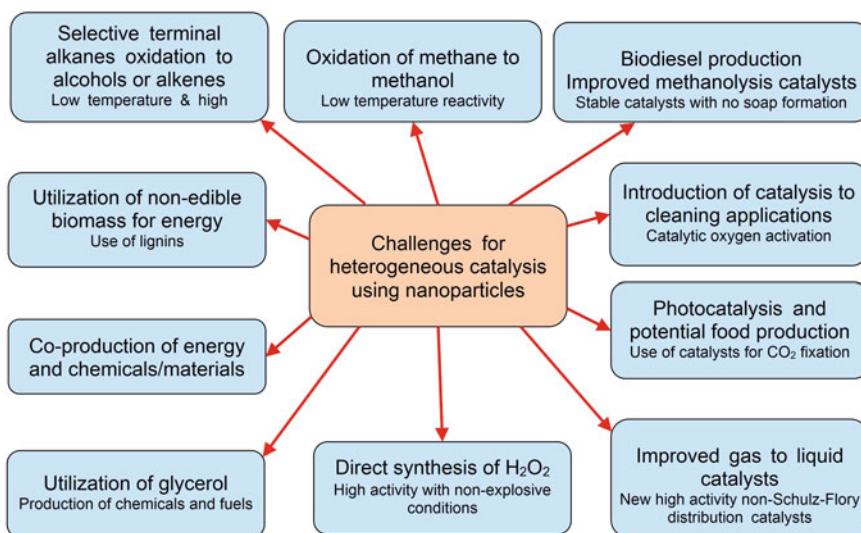 Selective terminal
alkanes oxidation to
alcohols or alkenes
Low temperature & high
Oxidation of methane to
methanol
Low temperature reactivity
Biodiesel production
Improved methanolysis catalysts
Stable catalysts with no soap formation
Utilization of non-edible
biomass for energy
Use of lignins
Challenges for
heterogeneous catalysis
using nanoparticles
Introduction of catalysis to
cleaning applications
Catalytic oxygen activation
Co-production of energy
and chemicals/materials
Photocatalysis and
potential food production
Use of catalysts for CO₂ fixation
Utilization of glycerol
Production of chemicals and fuels
Direct synthesis of H₂O₂
High activity with non-explosive
conditions
Improved gas to liquid
catalysts
New high activity non-Schulz-Flory
distribution catalysts